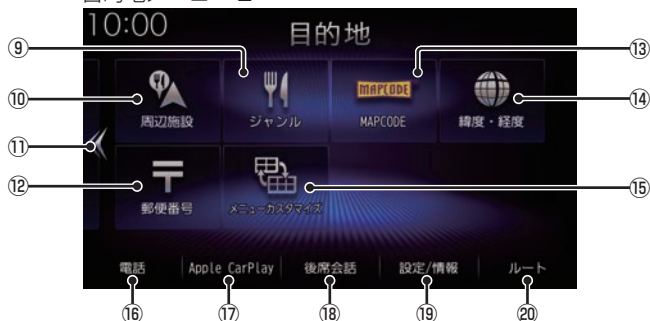 10:00
目的地
⑨
⑬
⑩
周辺施設
ジャンル
MAPCODE
MAPCODE
緯度・経度
⑭
⑪
⑫
郵便番号
メニューカスタマイズ
⑮
電話
Apple CarPlay
後席会話
設定/情報
ルート
⑯
⑰
⑱
⑲
⑳